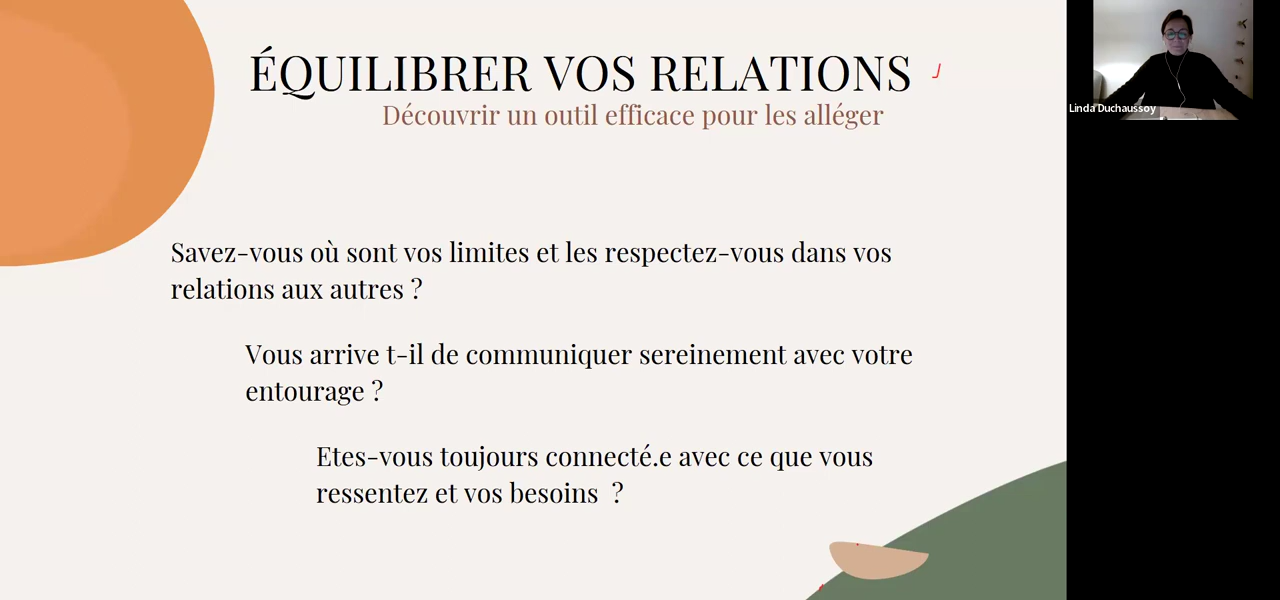 ÉQUILIBRER VOS RELATIONS
Découvrir un outil efficace pour les alléger
Linda Duchaussoy
Savez-vous où sont vos limites et les respectez-vous dans vos
relations aux autres ?
Vous arrive t-il de communiquer sereinement avec votre
entourage ?
Etes-vous toujours connecté.e avec ce que vous
ressentez et vos besoins  ?